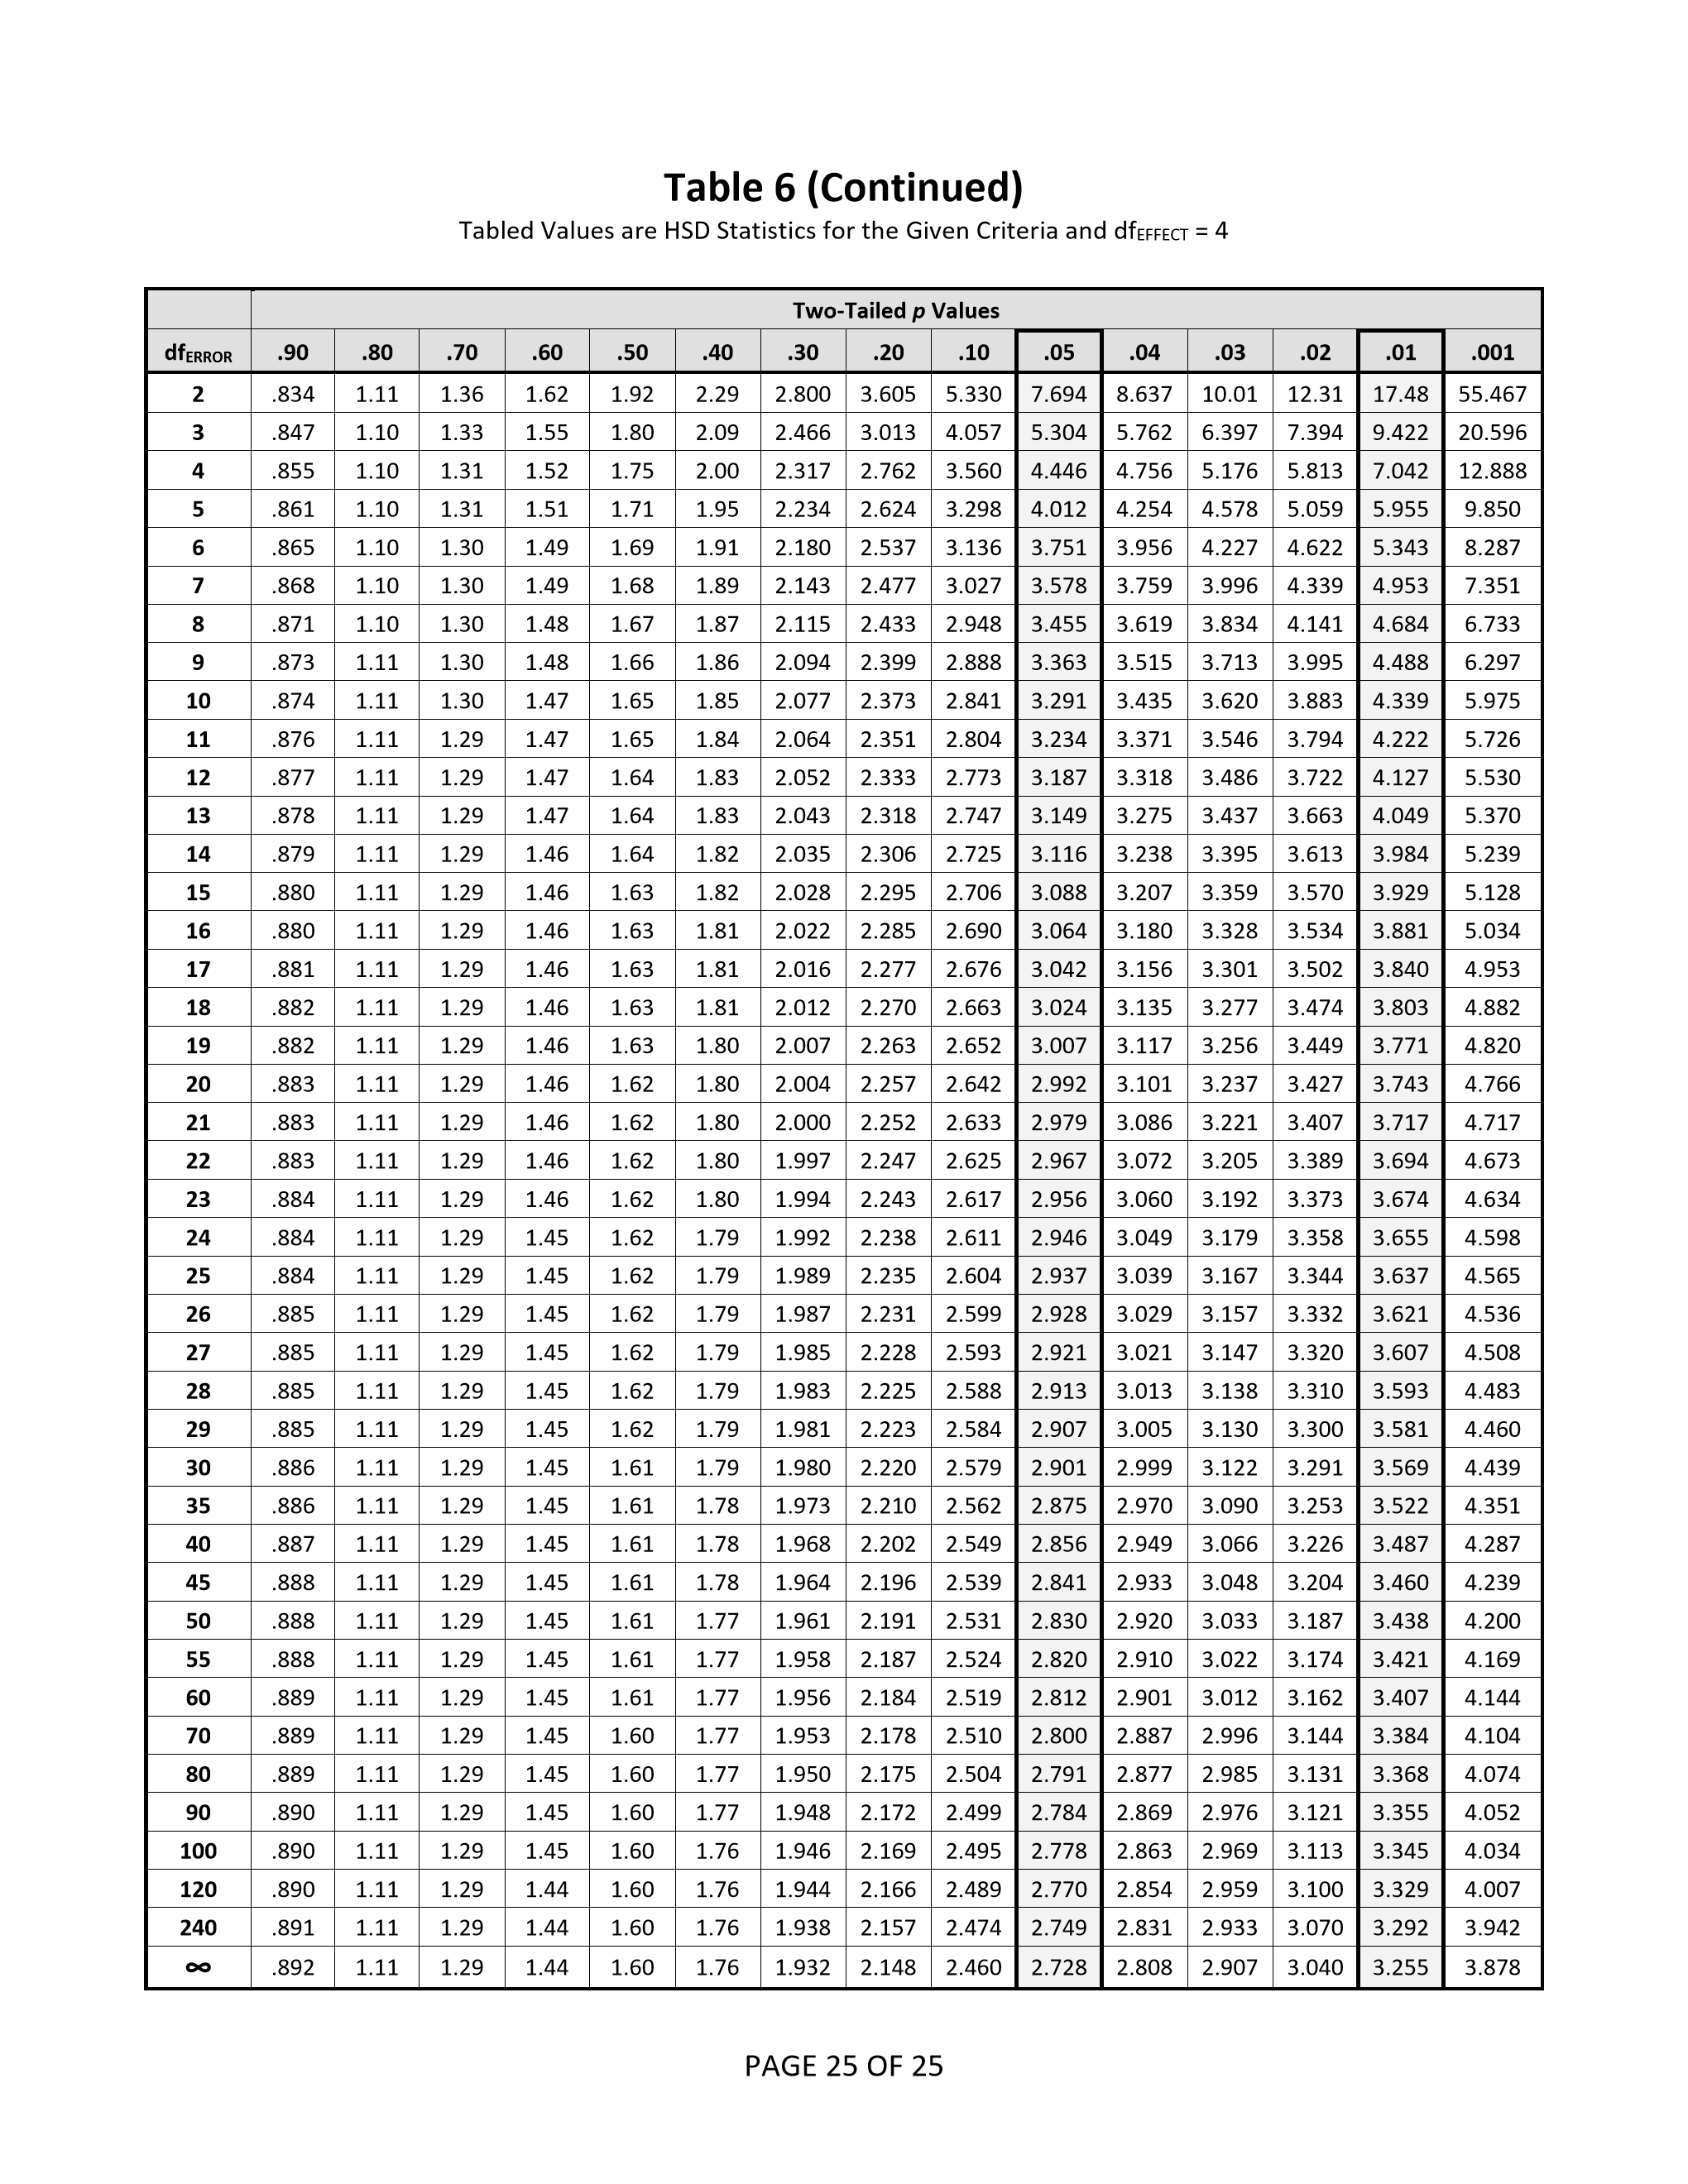 Table 6 (Continued)
Tabled Values are HSD Statistics for the Given Criteria and dfEFFECT = 4
Two-Tailed p Values
dfERROR .90 .80 .70 .60 .50 .40 .30 .20 .10 .05 .04 .03 .02 .01 .001
2 .834 1.11 1.36 1.62 1.92 2.29 2.800 3.605 5.330 7.694 8.637 10.01 12.31 17.48 55.467
3 .847 1.10 1.33 1.55 1.80 2.09 2.466 3.013 4.057 5.304 5.762 6.397 7.394 9.422 20.596
4 .855 1.10 1.31 1.52 1.75 2.00 2.317 2.762 3.560 4.446 4.756 5.176 5.813 7.042 12.888
5 .861 1.10 1.31 1.51 1.71 1.95 2.234 2.624 3.298 4.012 4.254 4.578 5.059 5.955 9.850
6 .865 1.10 1.30 1.49 1.69 1.91 2.180 2.537 3.136 3.751 3.956 4.227 4.622 5.343 8.287
7 .868 1.10 1.30 1.49 1.68 1.89 2.143 2.477 3.027 3.578 3.759 3.996 4.339 4.953 7.351
8 .871 1.10 1.30 1.48 1.67 1.87 2.115 2.433 2.948 3.455 3.619 3.834 4.141 4.684 6.733
9 .873 1.11 1.30 1.48 1.66 1.86 2.094 2.399 2.888 3.363 3.515 3.713 3.995 4.488 6.297
10 .874 1.11 1.30 1.47 1.65 1.85 2.077 2.373 2.841 3.291 3.435 3.620 3.883 4.339 5.975
11 .876 1.11 1.29 1.47 1.65 1.84 2.064 2.351 2.804 3.234 3.371 3.546 3.794 4.222 5.726
12 .877 1.11 1.29 1.47 1.64 1.83 2.052 2.333 2.773 3.187 3.318 3.486 3.722 4.127 5.530
13 .878 1.11 1.29 1.47 1.64 1.83 2.043 2.318 2.747 3.149 3.275 3.437 3.663 4.049 5.370
14 .879 1.11 1.29 1.46 1.64 1.82 2.035 2.306 2.725 3.116 3.238 3.395 3.613 3.984 5.239
15 .880 1.11 1.29 1.46 1.63 1.82 2.028 2.295 2.706 3.088 3.207 3.359 3.570 3.929 5.128
16 .880 1.11 1.29 1.46 1.63 1.81 2.022 2.285 2.690 3.064 3.180 3.328 3.534 3.881 5.034
17 .881 1.11 1.29 1.46 1.63 1.81 2.016 2.277 2.676 3.042 3.156 3.301 3.502 3.840 4.953
18 .882 1.11 1.29 1.46 1.63 1.81 2.012 2.270 2.663 3.024 3.135 3.277 3.474 3.803 4.882
19 .882 1.11 1.29 1.46 1.63 1.80 2.007 2.263 2.652 3.007 3.117 3.256 3.449 3.771 4.820
20 .883 1.11 1.29 1.46 1.62 1.80 2.004 2.257 2.642 2.992 3.101 3.237 3.427 3.743 4.766
21 .883 1.11 1.29 1.46 1.62 1.80 2.000 2.252 2.633 2.979 3.086 3.221 3.407 3.717 4.717
22 .883 1.11 1.29 1.46 1.62 1.80 1.997 2.247 2.625 2.967 3.072 3.205 3.389 3.694 4.673
23 .884 1.11 1.29 1.46 1.62 1.80 1.994 2.243 2.617 2.956 3.060 3.192 3.373 3.674 4.634
24 .884 1.11 1.29 1.45 1.62 1.79 1.992 2.238 2.611 2.946 3.049 3.179 3.358 3.655 4.598
25 .884 1.11 1.29 1.45 1.62 1.79 1.989 2.235 2.604 2.937 3.039 3.167 3.344 3.637 4.565
26 .885 1.11 1.29 1.45 1.62 1.79 1.987 2.231 2.599 2.928 3.029 3.157 3.332 3.621 4.536
27 .885 1.11 1.29 1.45 1.62 1.79 1.985 2.228 2.593 2.921 3.021 3.147 3.320 3.607 4.508
28 .885 1.11 1.29 1.45 1.62 1.79 1.983 2.225 2.588 2.913 3.013 3.138 3.310 3.593 4.483
29 .885 1.11 1.29 1.45 1.62 1.79 1.981 2.223 2.584 2.907 3.005 3.130 3.300 3.581 4.460
30 .886 1.11 1.29 1.45 1.61 1.79 1.980 2.220 2.579 2.901 2.999 3.122 3.291 3.569 4.439
35 .886 1.11 1.29 1.45 1.61 1.78 1.973 2.210 2.562 2.875 2.970 3.090 3.253 3.522 4.351
40 .887 1.11 1.29 1.45 1.61 1.78 1.968 2.202 2.549 2.856 2.949 3.066 3.226 3.487 4.287
45 .888 1.11 1.29 1.45 1.61 1.78 1.964 2.196 2.539 2.841 2.933 3.048 3.204 3.460 4.239
50 .888 1.11 1.29 1.45 1.61 1.77 1.961 2.191 2.531 2.830 2.920 3.033 3.187 3.438 4.200
55 .888 1.11 1.29 1.45 1.61 1.77 1.958 2.187 2.524 2.820 2.910 3.022 3.174 3.421 4.169
60 .889 1.11 1.29 1.45 1.61 1.77 1.956 2.184 2.519 2.812 2.901 3.012 3.162 3.407 4.144
70 .889 1.11 1.29 1.45 1.60 1.77 1.953 2.178 2.510 2.800 2.887 2.996 3.144 3.384 4.104
80 .889 1.11 1.29 1.45 1.60 1.77 1.950 2.175 2.504 2.791 2.877 2.985 3.131 3.368 4.074
90 .890 1.11 1.29 1.45 1.60 1.77 1.948 2.172 2.499 2.784 2.869 2.976 3.121 3.355 4.052
100 .890 1.11 1.29 1.45 1.60 1.76 1.946 2.169 2.495 2.778 2.863 2.969 3.113 3.345 4.034
120 .890 1.11 1.29 1.44 1.60 1.76 1.944 2.166 2.489 2.770 2.854 2.959 3.100 3.329 4.007
240 .891 1.11 1.29 1.44 1.60 1.76 1.938 2.157 2.474 2.749 2.831 2.933 3.070 3.292 3.942
∞ .892 1.11 1.29 1.44 1.60 1.76 1.932 2.148 2.460 2.728 2.808 2.907 3.040 3.255 3.878
PAGE 25 OF 25